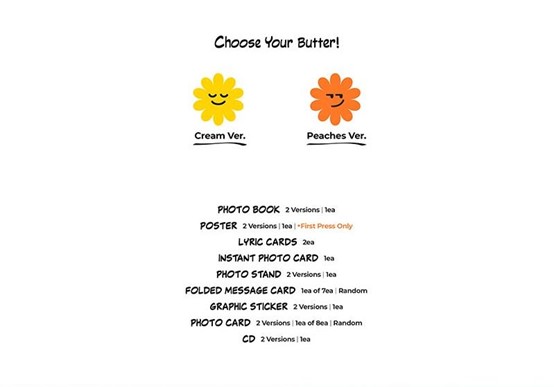 Choose Your Butter!
Cream Ver.
Peaches Ver.
PHOTO BOOK 2 Versions | 1ea
POSTER 2 Versions | 1ea | *First Press Only
LYRIC CARDS 2ea
INSTANT PHOTO CARD 1ea
PHOTO STAND 2 Versions | 1ea
FOLDED MESSAGE CARD 1ea of 7ea | Random
GRAPHIC STICKER 2 Versions | 1ea
PHOTO CARD 2 Versions | 1ea of 8ea | Random
CD 2 Versions | 1ea